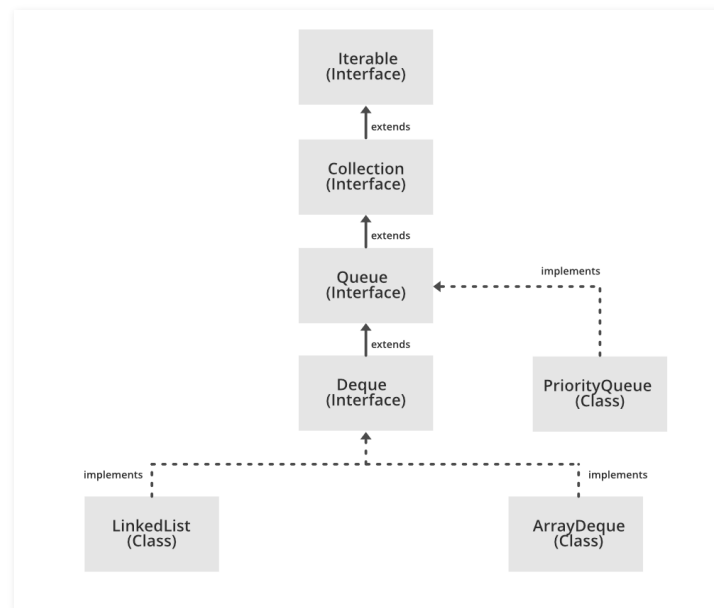 Iterable
(Interface)
extends
Collection
(Interface)
extends
implements
Queue
(Interface)
extends
Deque
(Interface)
PriorityQueue
(Class)
implements
implements
LinkedList
(Class)
ArrayDeque
(Class)